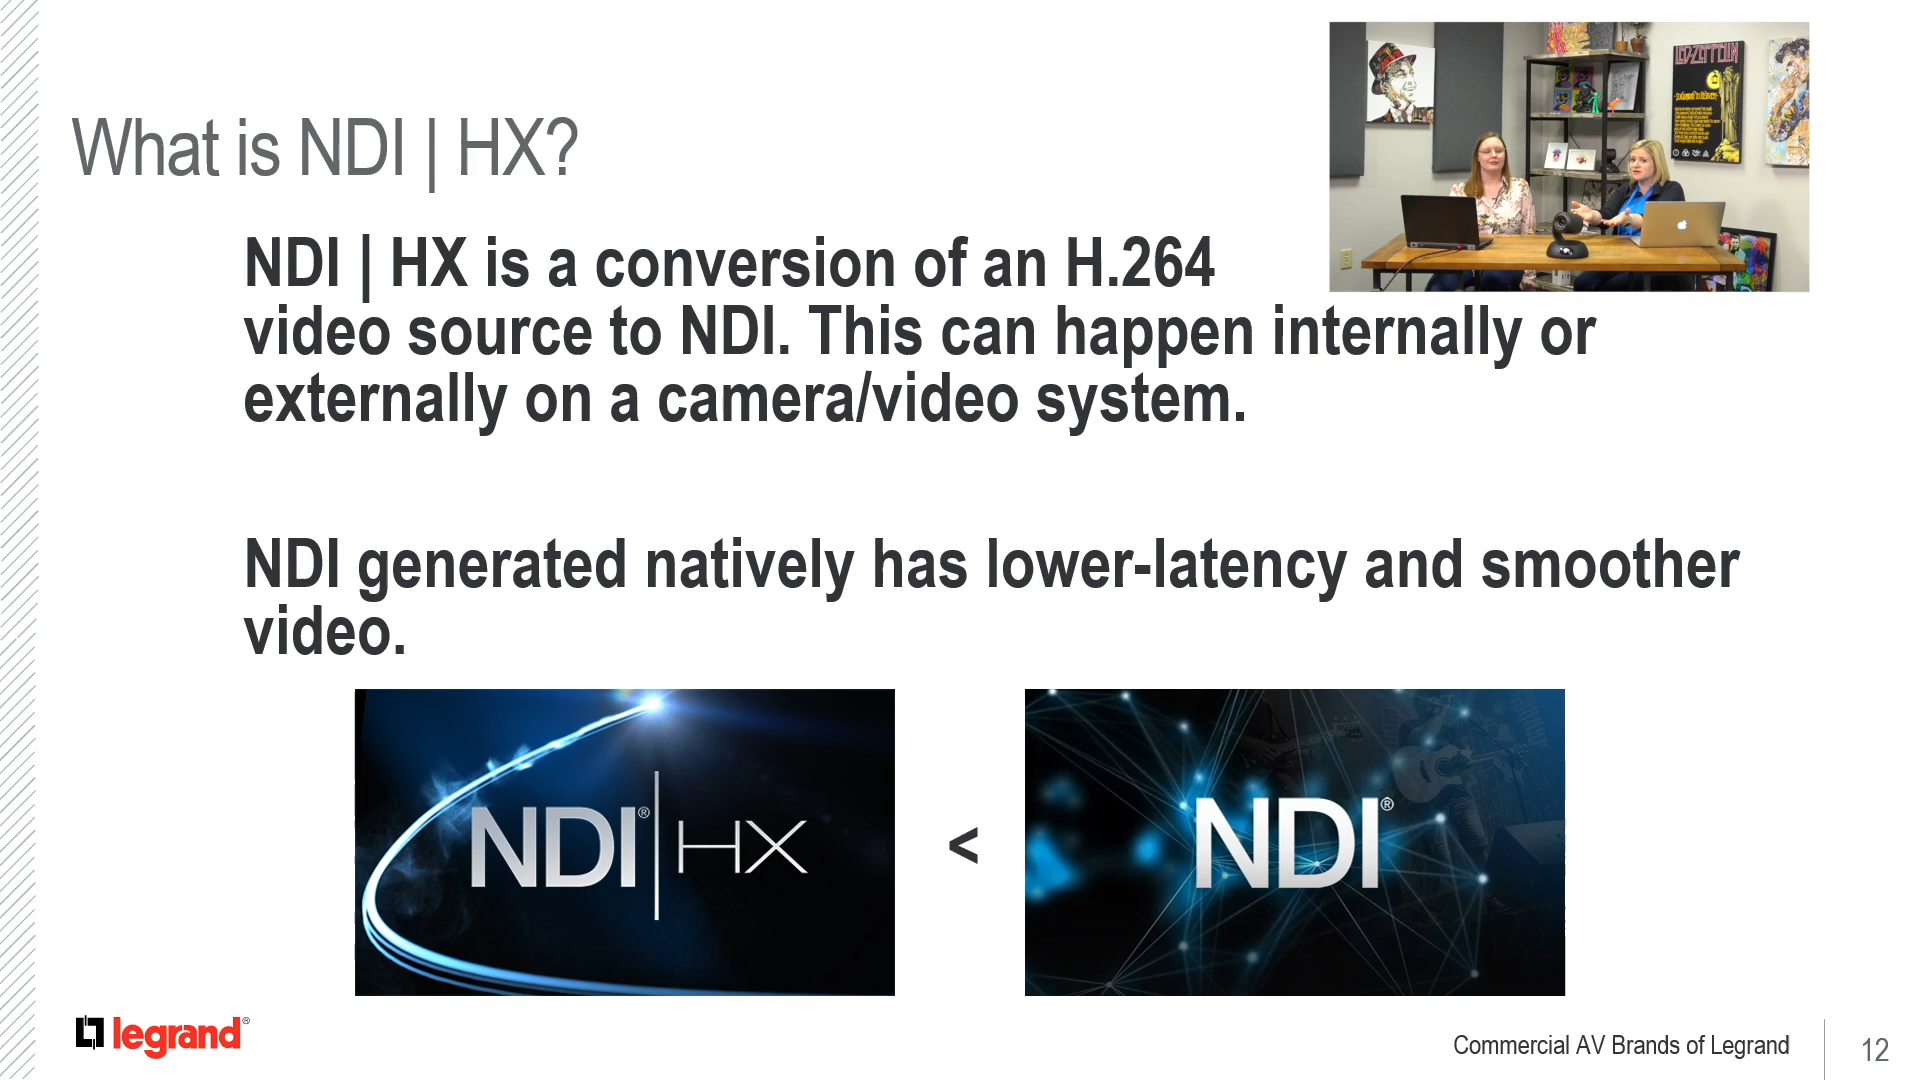 What is NDI | HX?
LED-ZEPPELIN
NDI | HX is a conversion of an H.264
video source to NDI. This can happen internally or
externally on a camera/video system.
NDI generated natively has lower-latency and smoother
video.
NDI® | HX
<
NDI®
legrand®
Commercial AV Brands of Legrand
12